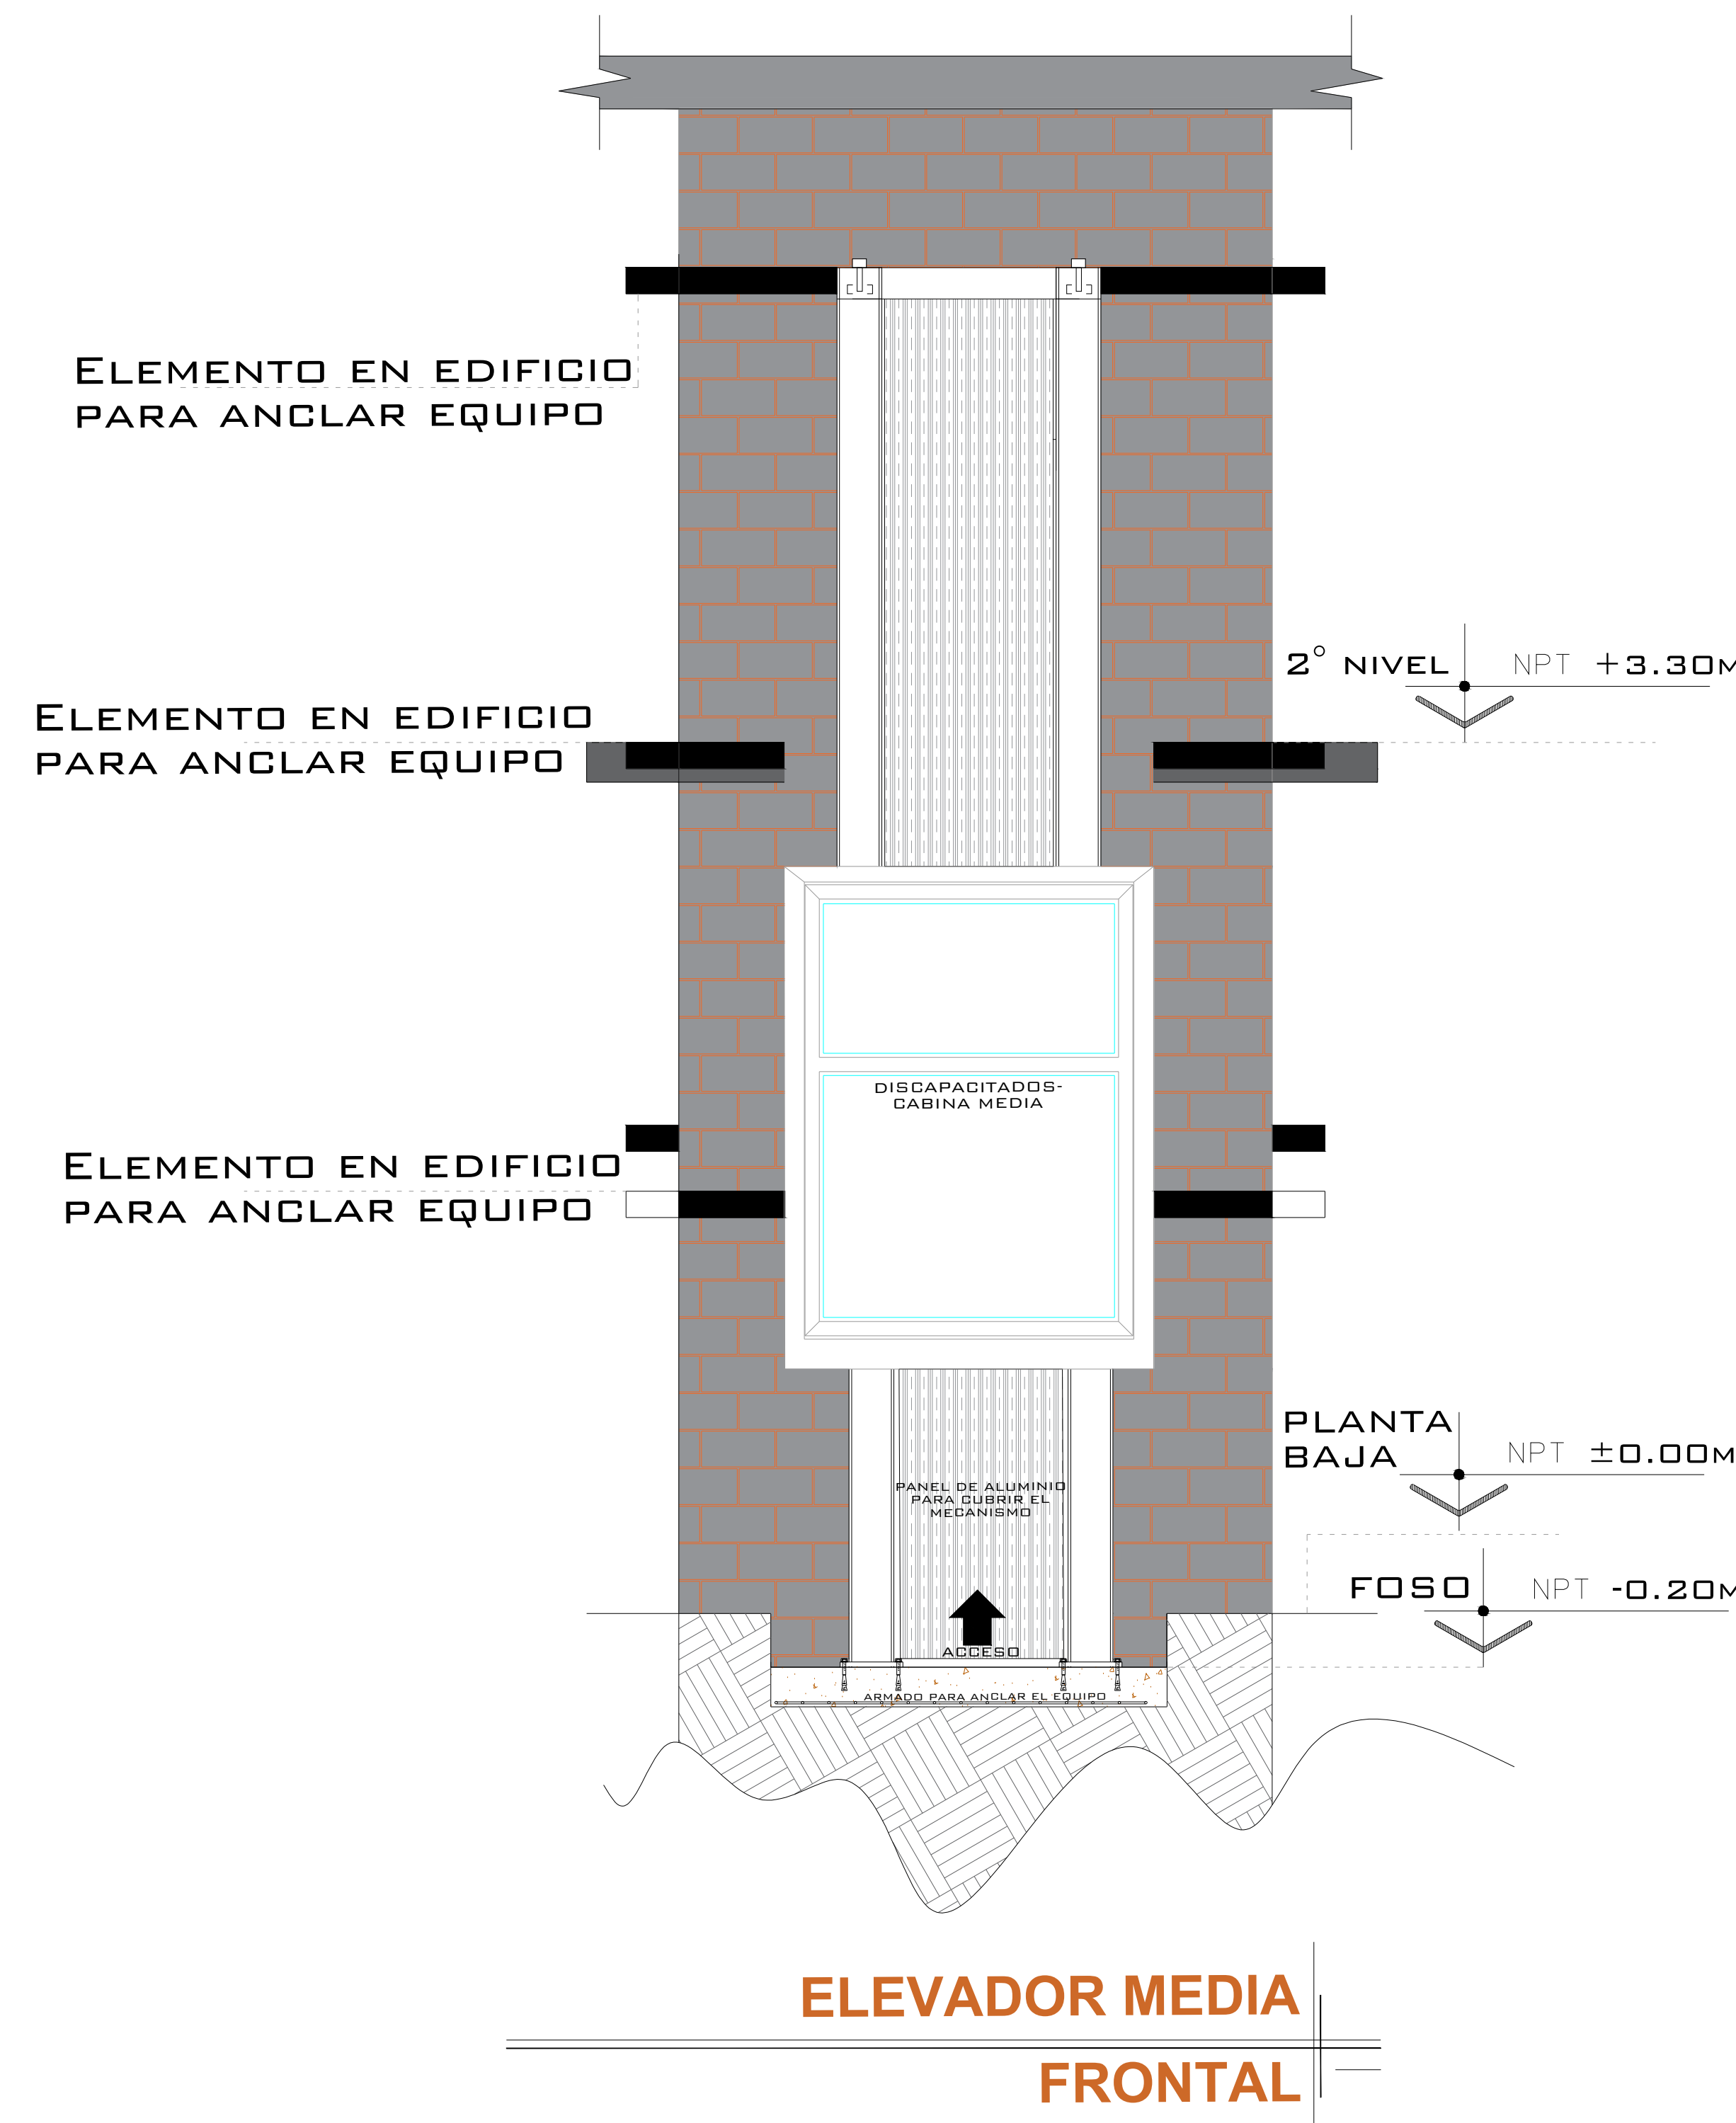 Elemento en edificio
para anclar equipo
2° nivel NPT +3.30m
Elemento en edificio
para anclar equipo
DISCAPACITADOS-
CABINA MEDIA
Elemento en edificio
para anclar equipo
PLANTA
BAJA NPT ±0.00m
PANEL DE ALUMINIO
PARA CUBRIR EL
MECANISMO
FOSO NPT -0.20m
ACCESO
ARMADO PARA ANCLAR EL EQUIPO
ELEVADOR MEDIA
FRONTAL